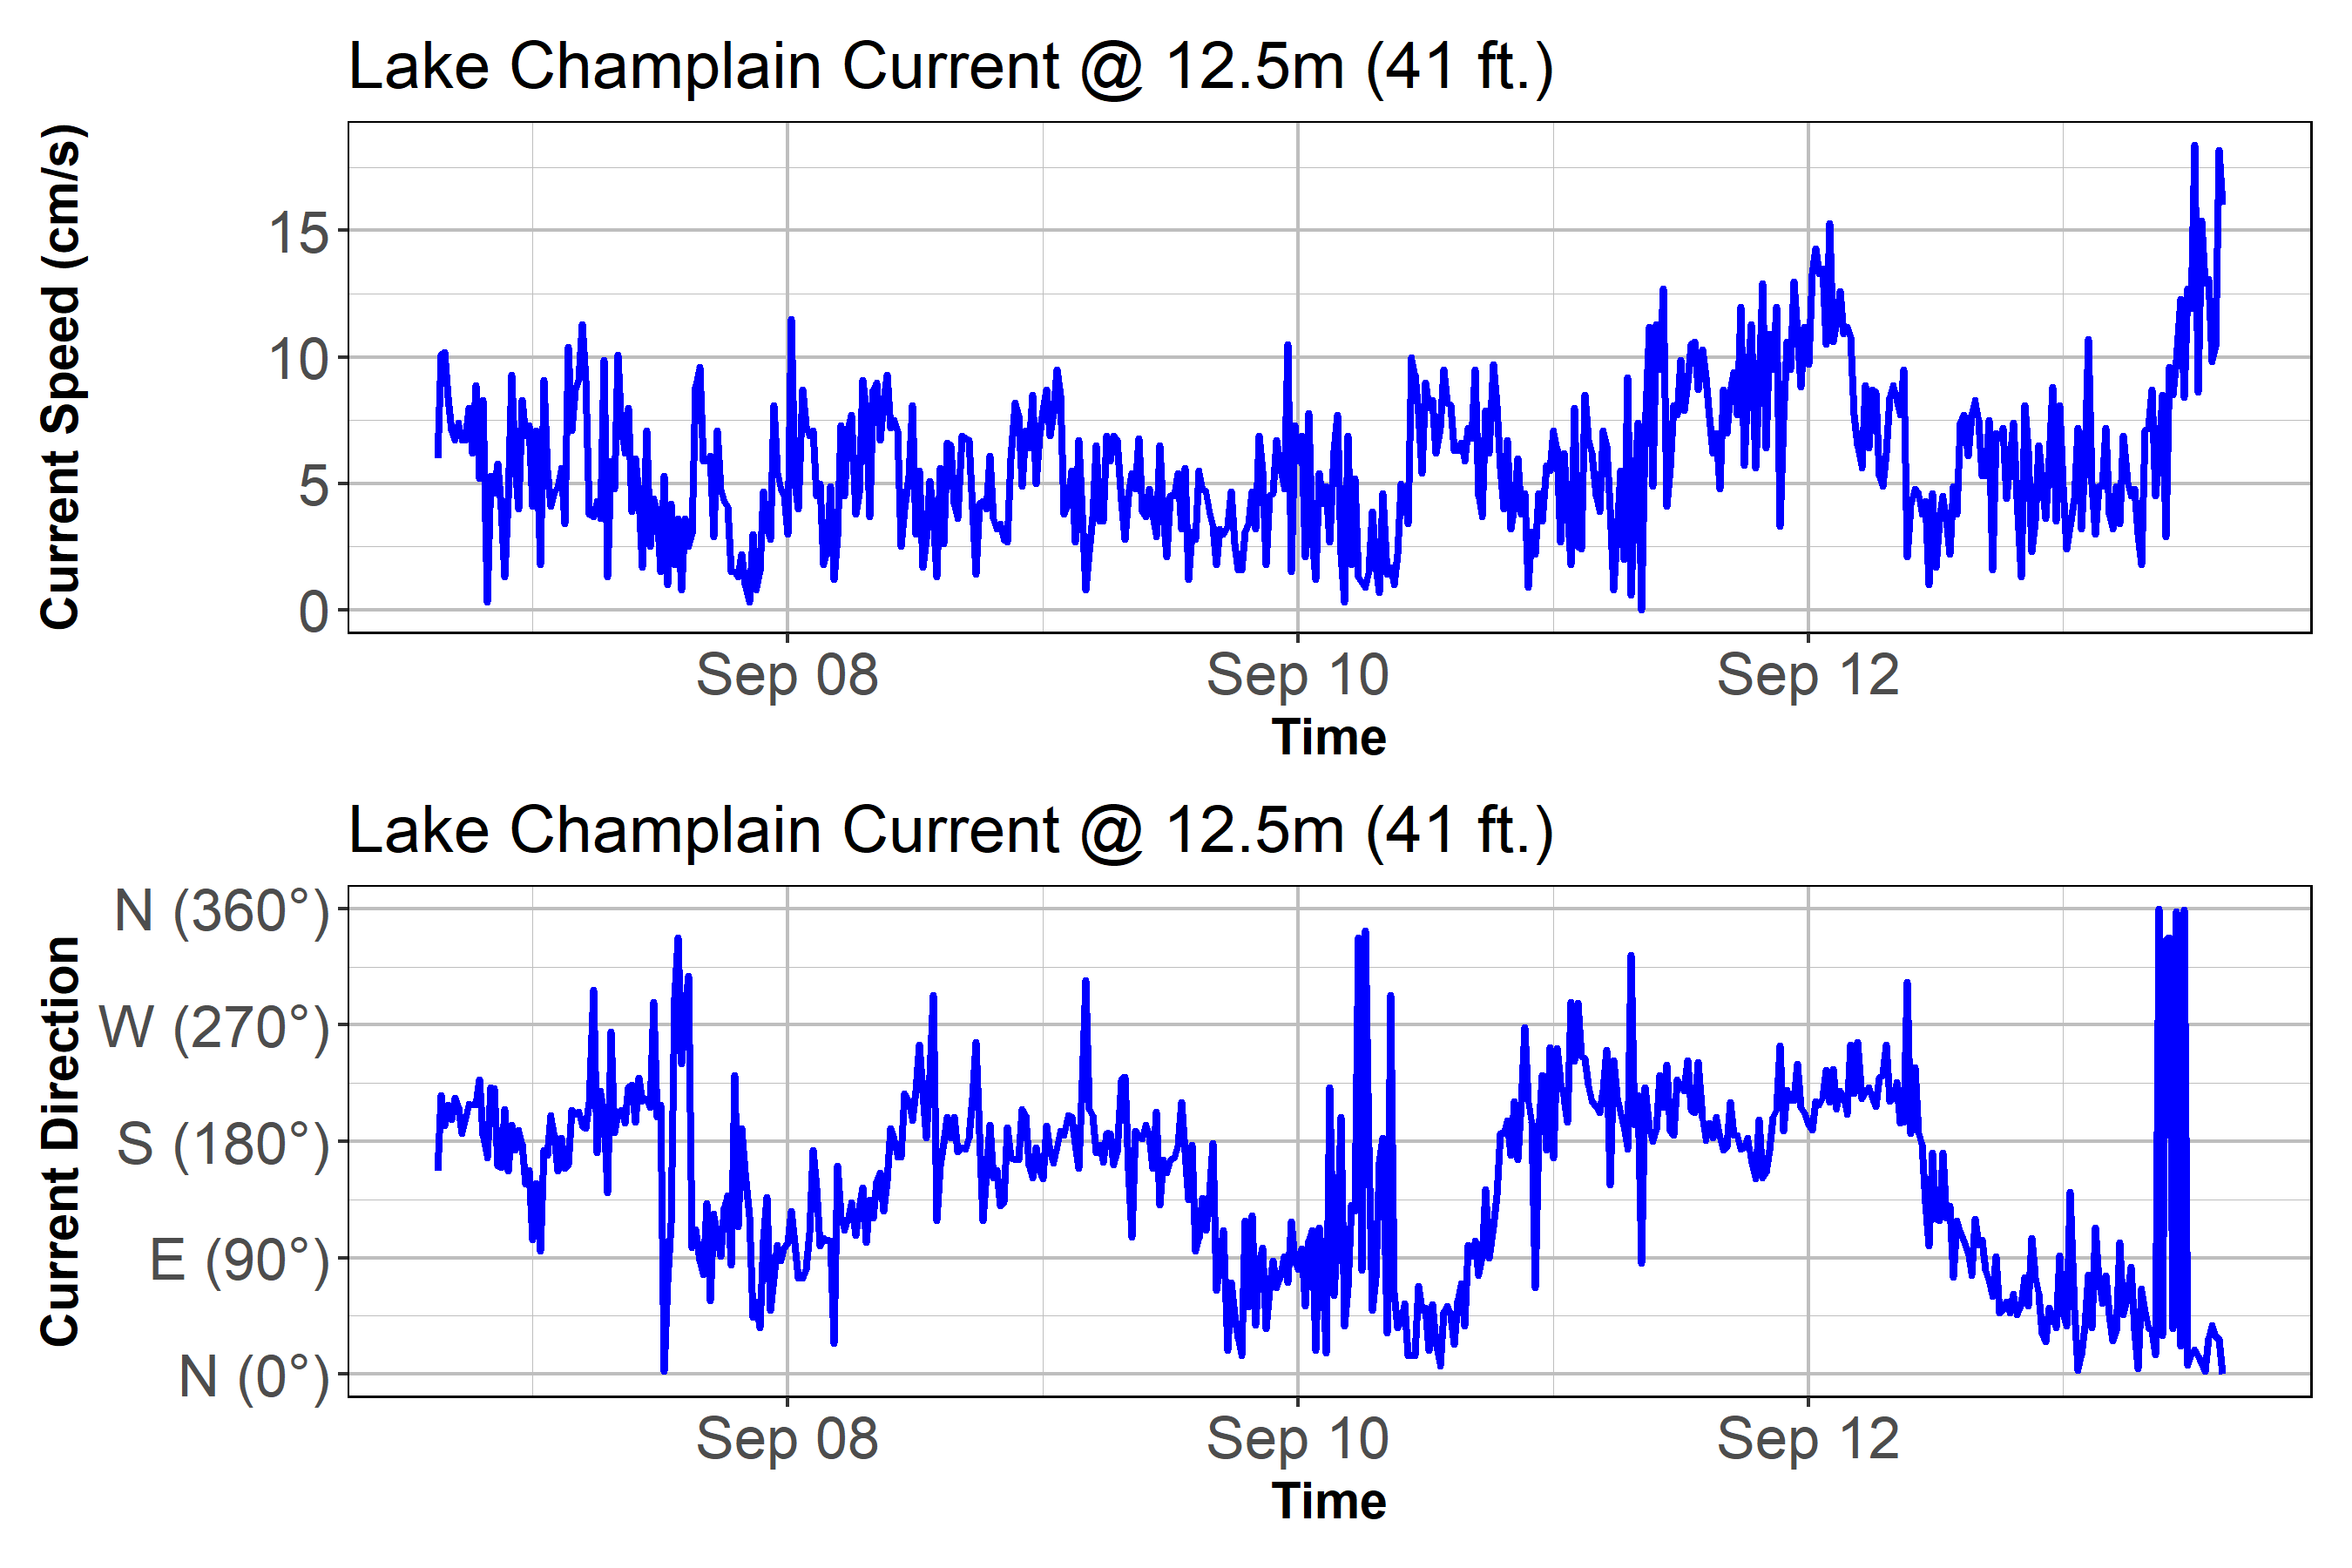 Lake Champlain Current @ 12.5m (41 ft.)
Current Speed (cm/s)
15
10
5
0
Sep 08 Sep 10 Sep 12
Time
Lake Champlain Current @ 12.5m (41 ft.)
Current Direction
N (360°)
W (270°)
S (180°)
E (90°)
N (0°)
Sep 08 Sep 10 Sep 12
Time